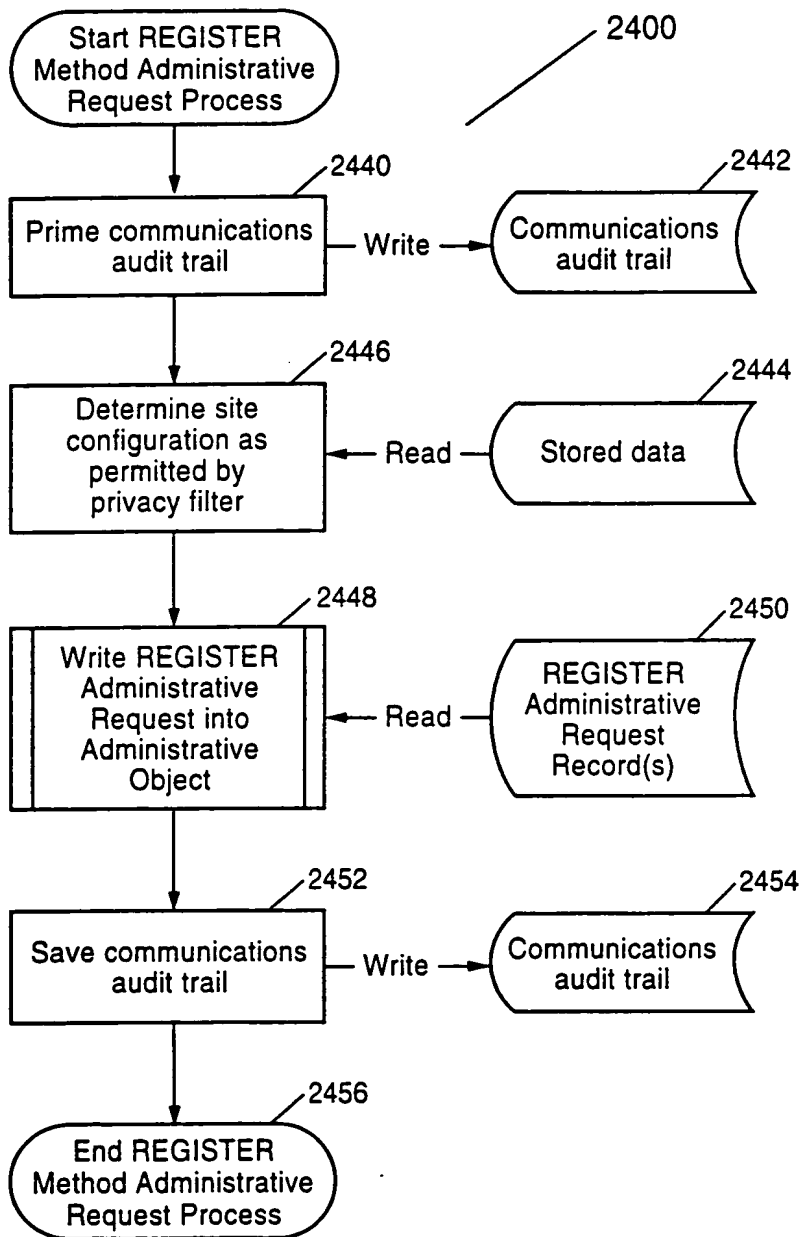 Start REGISTER
Method Administrative
Request Process
2400
2440
Prime communications
audit trail
Write
2442
Communications
audit trail
2446
Determine site
configuration as
permitted by
privacy filter
Read
2444
Stored data
2448
Write REGISTER
Administrative
Request into
Administrative
Object
Read
2450
REGISTER
Administrative
Request
Record(s)
2452
Save communications
audit trail
Write
2454
Communications
audit trail
2456
End REGISTER
Method Administrative
Request Process